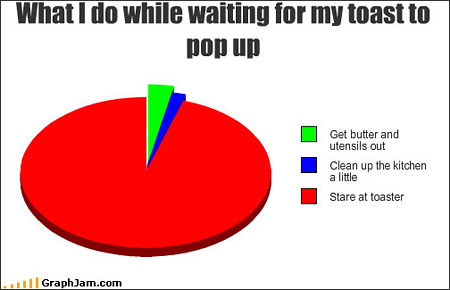 What I do while waiting for my toast to
pop up
Get butter and
utensils out
Clean up the kitchen
a little
Stare at toaster
GraphJam.com